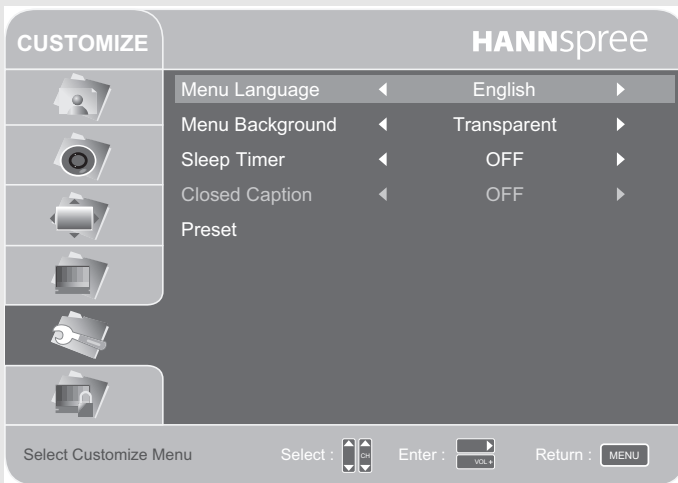 CUSTOMIZE
HANNspree
Menu Language English
Menu Background Transparent
Sleep Timer OFF
Closed Caption OFF
Preset
Select Customize Menu Select : CH Enter : VOL+ Return : MENU